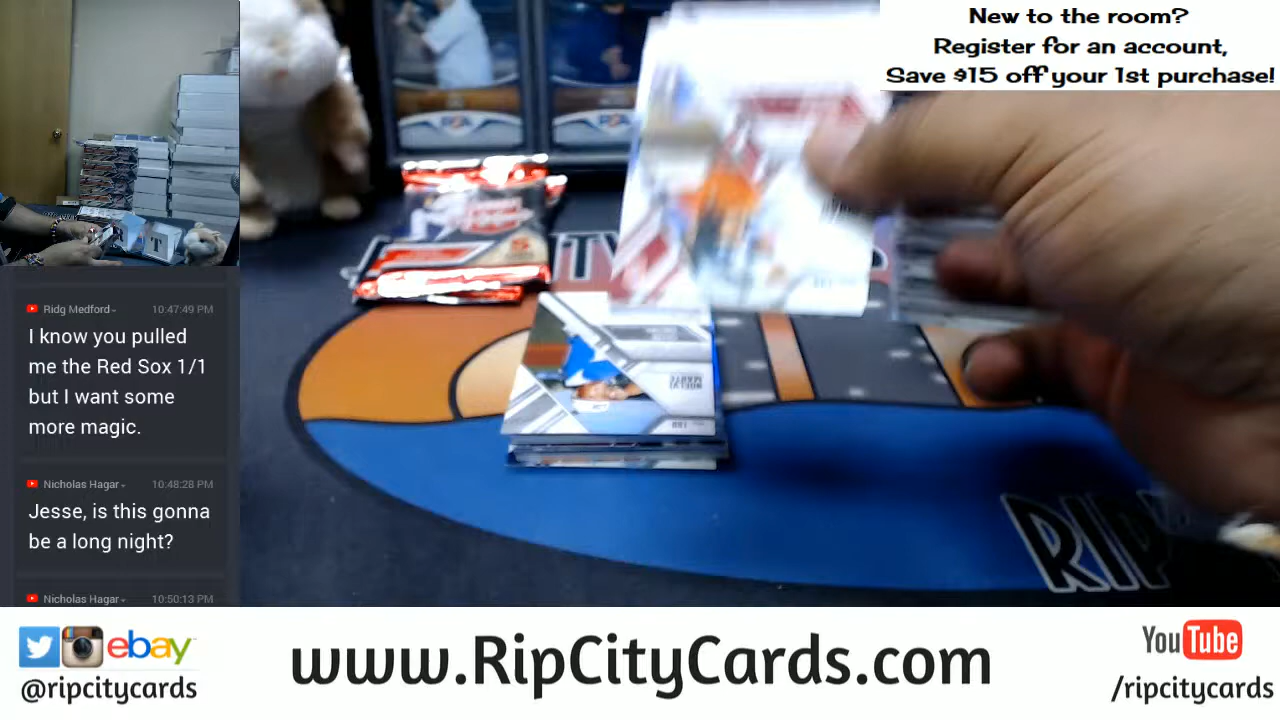 New to the room?
Register for an account,
Save $15 off your 1st purchase!
Ridg Medford
10:47:49 PM
I know you pulled
me the Red Sox 1/1
but I want some
more magic.
Nicholas Hagar
10:48:28 PM
Jesse, is this gonna
be a long night?
Nicholas Hagar
10:50:13 PM
RIP
ebay
@ripcitycards
www.RipCityCards.com
YouTube
/ripcitycards